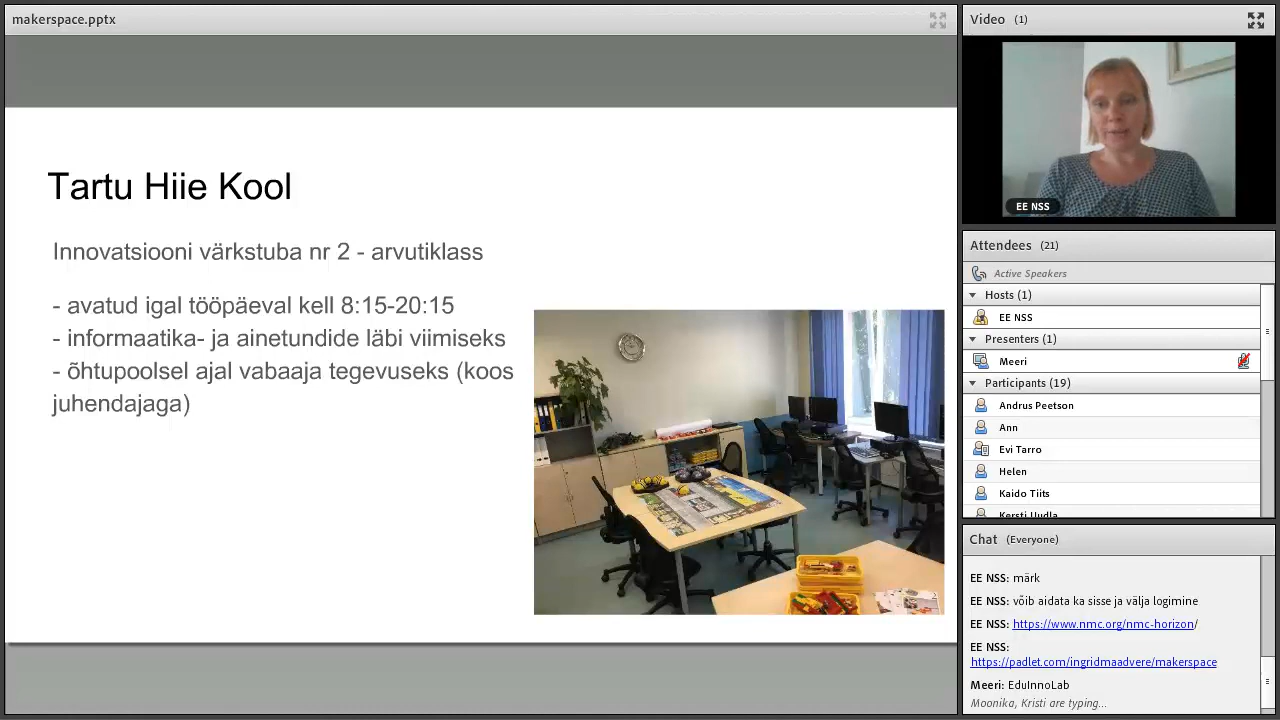 makerspace.pptx
Tartu Hiie Kool
Innovatsiooni värkstuba nr 2 - arvutiklass
- avatud igal tööpäeval kell 8:15-20:15
- informaatika- ja ainetundide läbi viimiseks
- õhtupoolsel ajal vabaaja tegevuseks (koos
juhendajaga)
Video (1)
EE NSS
Attendees (21)
Active Speakers
Hosts (1)
EE NSS
Presenters (1)
Meeri
Participants (19)
Andrus Peetson
Ann
Evi Tarro
Helen
Kaido Tiits
Kersti Uudla
Chat (Everyone)
EE NSS: märk
EE NSS: võib aidata ka sisse ja välja logimine
EE NSS: https://www.nmc.org/nmc-horizon/
EE NSS:
https://padlet.com/ingridmaadvere/makerspace
Meeri: EduInnoLab
Moonika, Kristi are typing...